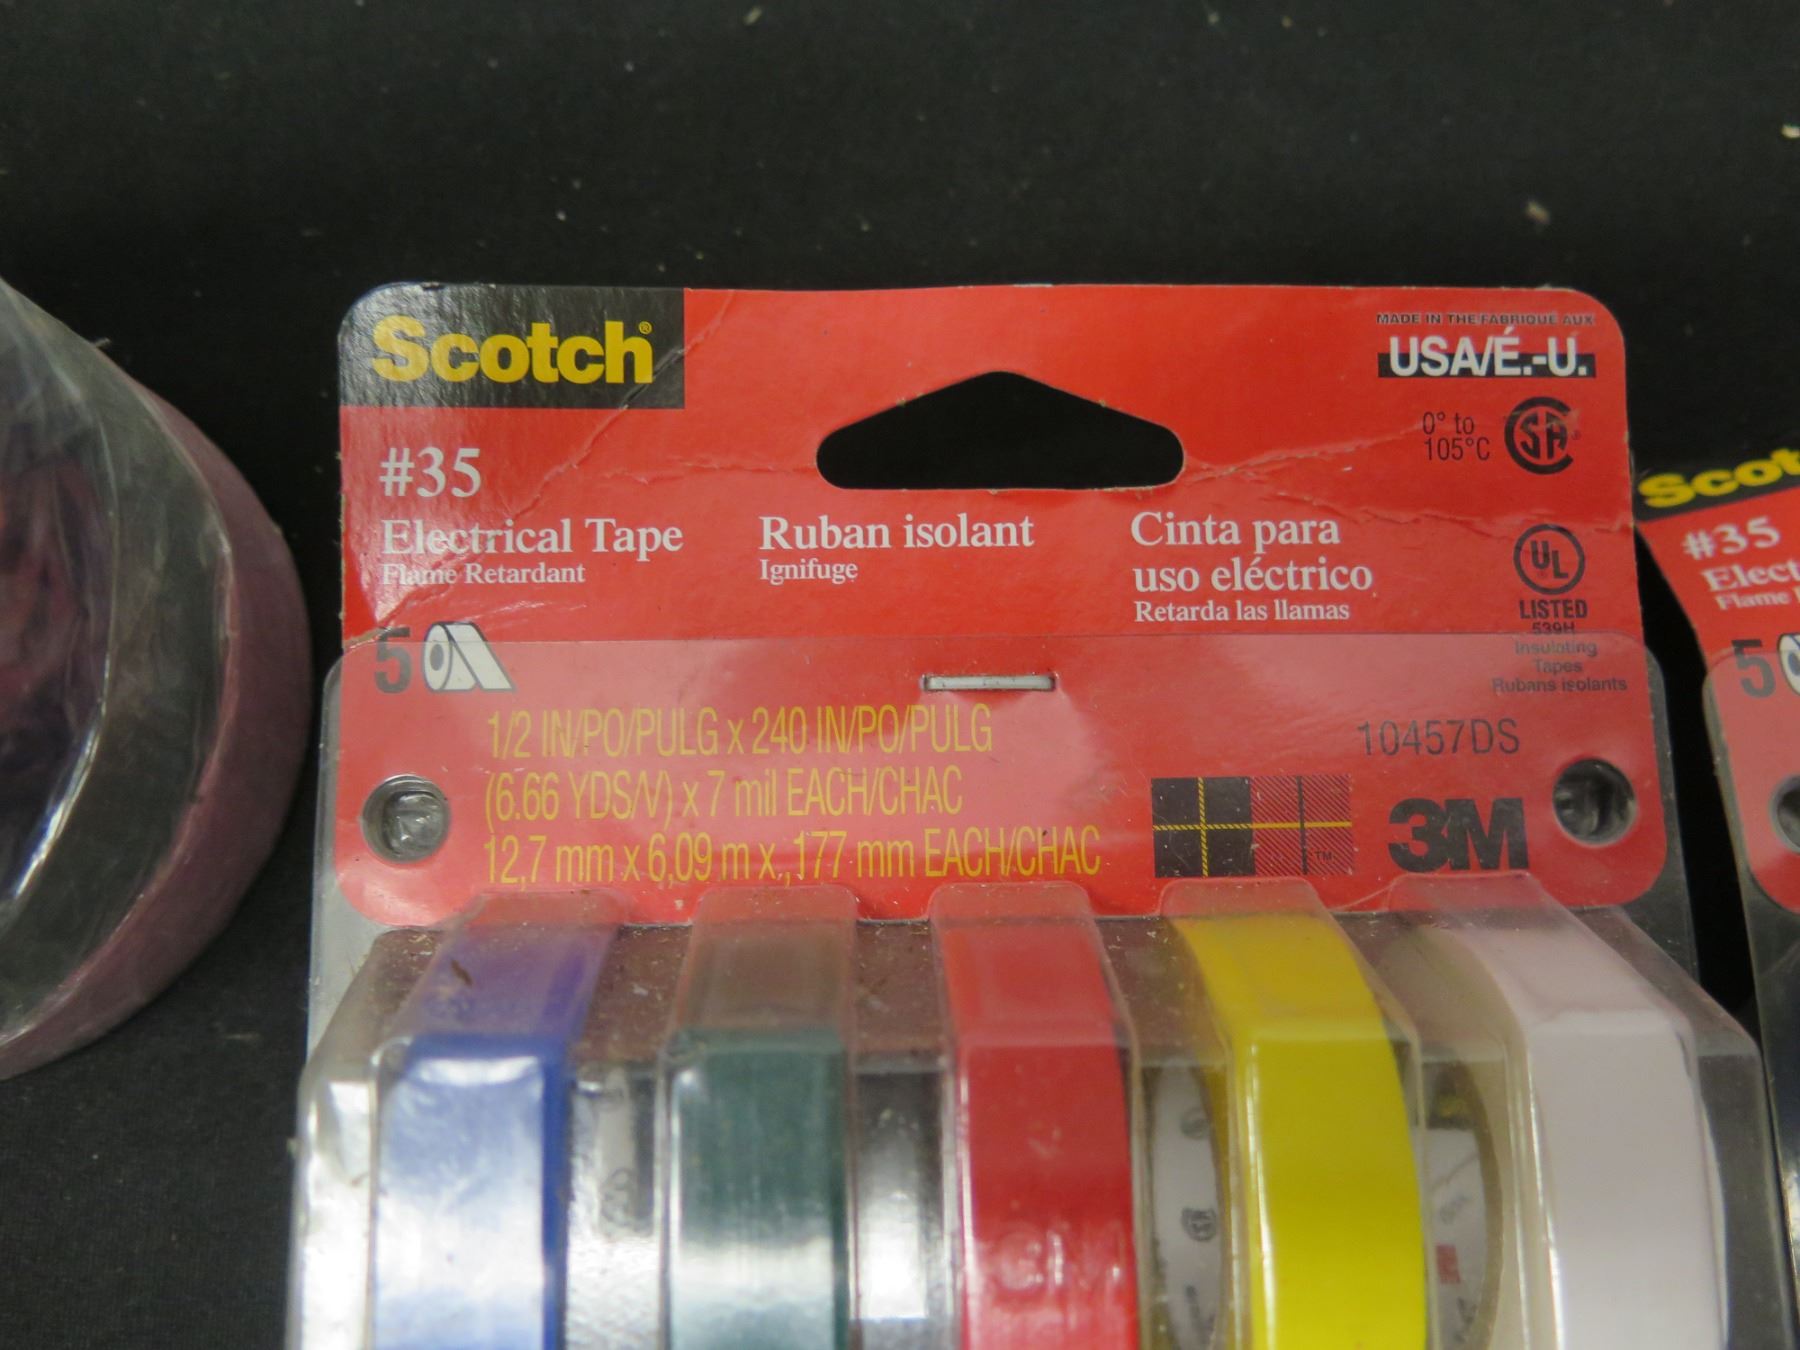 Scotch®
MADE IN THE/FABRIQUÉ AUX
USA/É.-U.
0° to
105°C
#35
Electrical Tape
Flame Retardant
Ruban isolant
Ignifuge
Cinta para
uso eléctrico
Retarda las llamas
UL
LISTED
539H
Insulating
Tapes
Rubans isolants
5
1/2 IN/PO/PULG x 240 IN/PO/PULG
(6.66 YDS/V) x 7 mil EACH/CHAC
12,7 mm x 6,09 m x ,177 mm EACH/CHAC
10457DS
TM
3M
Scot
#35
Elect
Flame
5